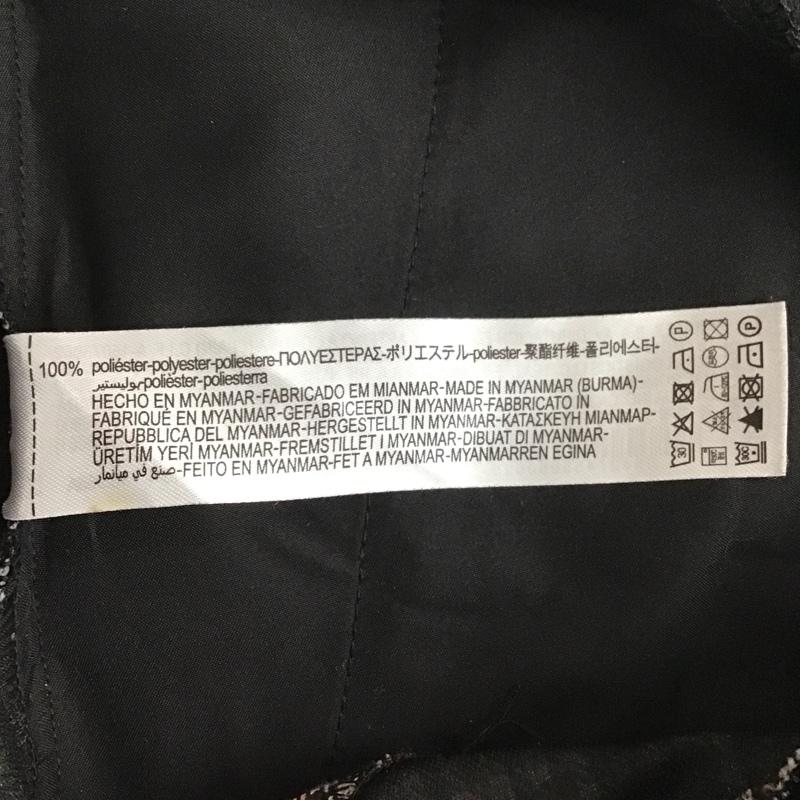 100% poliéster-polyester-poliestere-ΠΟΛΥΕΣΤΕΡΑΣ-ポリエステル-poliester-聚酯纤维-폴리에스터-
بوليستير-polièster-poliesterra
HECHO EN MYANMAR-FABRICADO EM MIANMAR-MADE IN MYANMAR (BURMA)-
FABRIQUÉ EN MYANMAR-GEFABRICEERD IN MYANMAR-FABBRICATO IN
REPUBBLICA DEL MYANMAR-HERGESTELLT IN MYANMAR-ΚΑΤΑΣΚΕΥΗ ΜΙΑΝΜΑΡ-
ÜRETİM YERİ MYANMAR-FREMSTILLET I MYANMAR-DIBUAT DI MYANMAR-
صنع في ميانمار-FEITO EN MYANMAR-FET A MYANMAR-MYANMARREN EGINA
P P
30